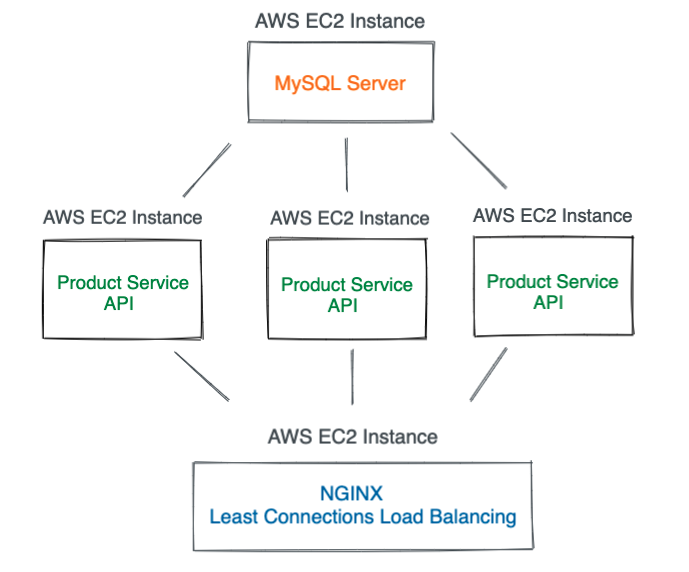 AWS EC2 Instance
MySQL Server
AWS EC2 Instance
AWS EC2 Instance
AWS EC2 Instance
Product Service
API
Product Service
API
Product Service
API
AWS EC2 Instance
NGINX
Least Connections Load Balancing